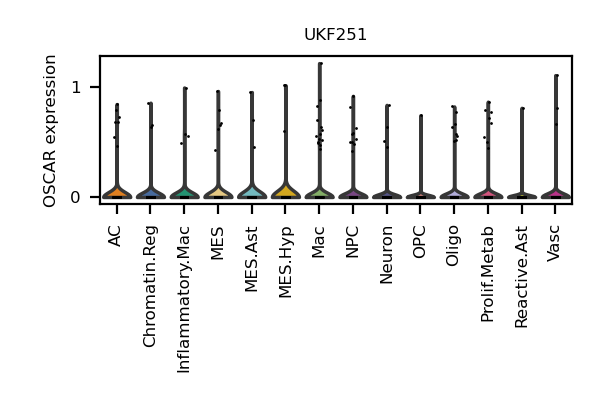 UKF251
OSCAR expression
1
0
AC
Chromatin.Reg
Inflammatory.Mac
MES
MES.Ast
MES.Hyp
Mac
NPC
Neuron
OPC
Oligo
Prolif.Metab
Reactive.Ast
Vasc